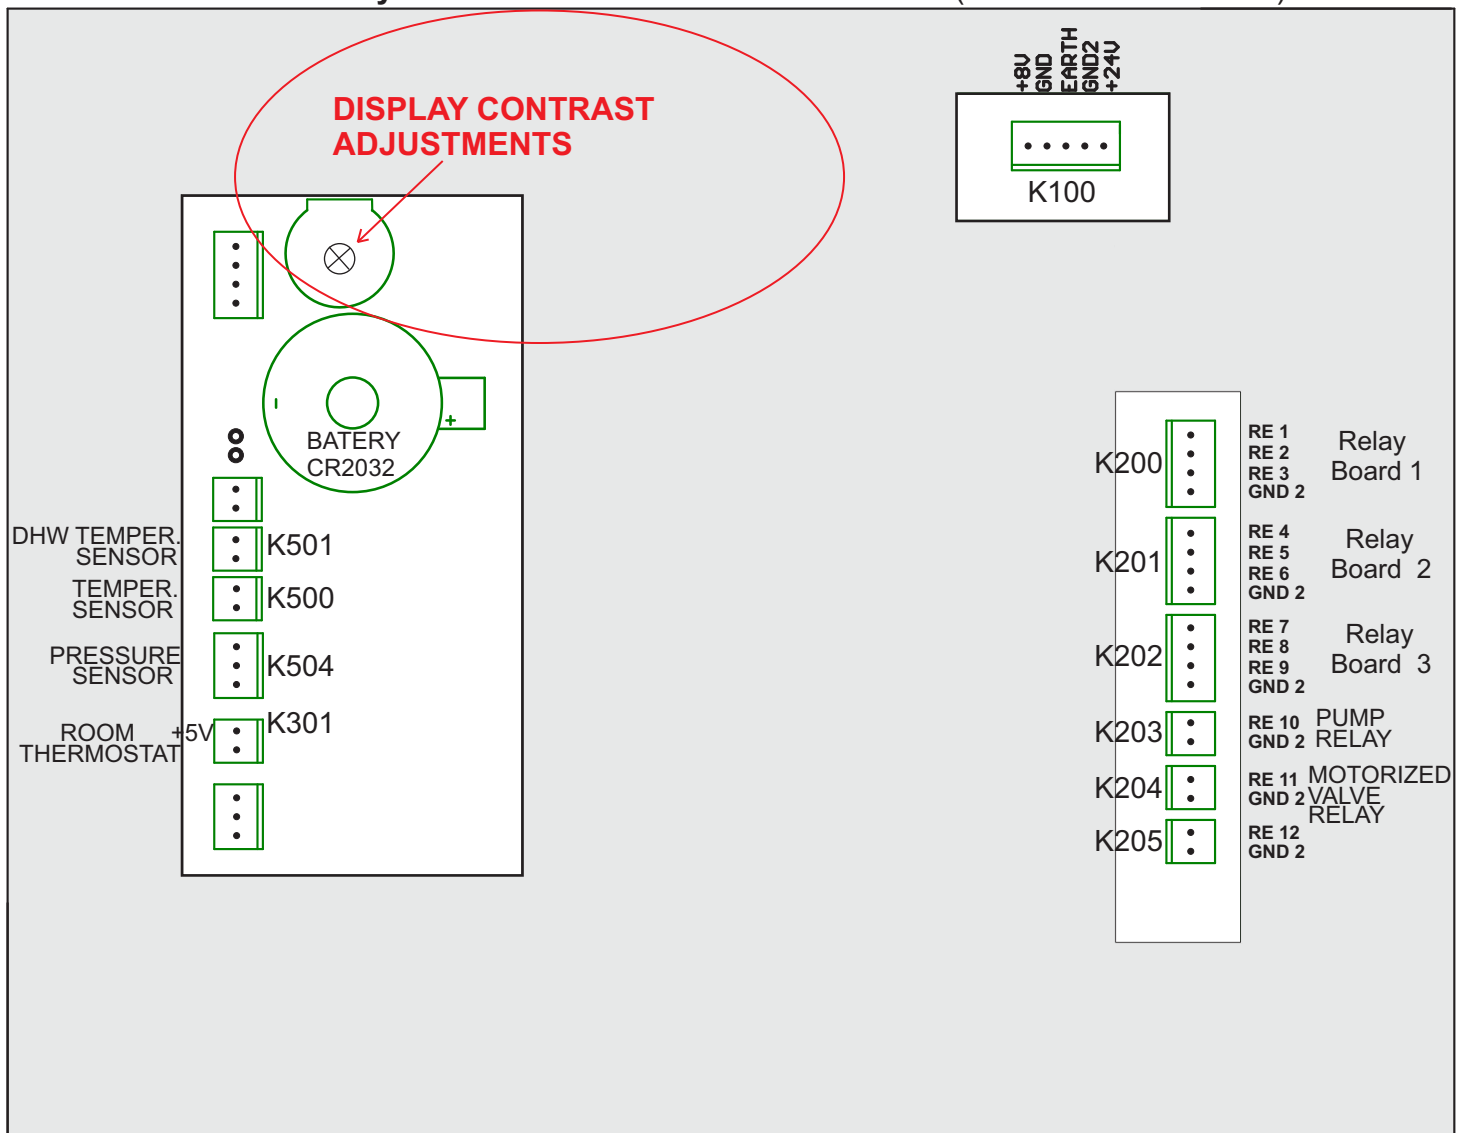 DISPLAY CONTRAST
ADJUSTMENTS
+8V
GND
EARTH
GND2
+24V
K100
-
+
BATERY
CR2032
DHW TEMPER.
SENSOR
K501
TEMPER.
SENSOR
K500
PRESSURE
SENSOR
K504
ROOM +5V
THERMOSTAT
K301
K200
RE 1
RE 2
RE 3
GND 2
Relay
Board 1
K201
RE 4
RE 5
RE 6
GND 2
Relay
Board 2
K202
RE 7
RE 8
RE 9
GND 2
Relay
Board 3
K203
RE 10
GND 2
PUMP
RELAY
K204
RE 11
GND 2
MOTORIZED
VALVE
RELAY
K205
RE 12
GND 2